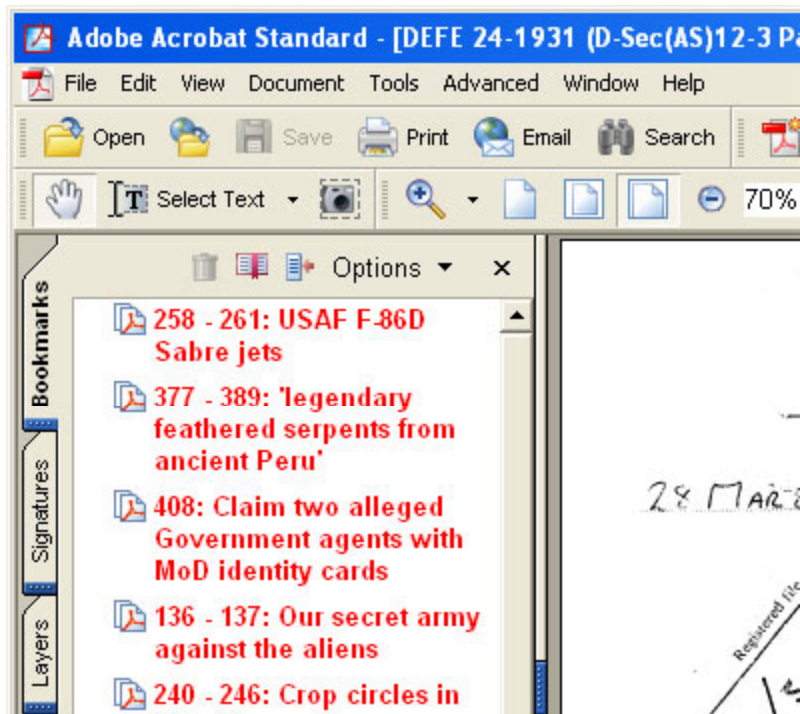 Adobe Acrobat Standard - [DEFE 24-1931 (D-Sec(AS)12-3
File Edit View Document Tools Advanced Window Help
Open Save Print Email Search
Select Text 70%
Options
Bookmarks
Signatures
Layers
258 - 261: USAF F-86D
Sabre jets
377 - 389: 'legendary
feathered serpents from
ancient Peru'
408: Claim two alleged
Government agents with
MoD identity cards
136 - 137: Our secret army
against the aliens
240 - 246: Crop circles in
28
Registered